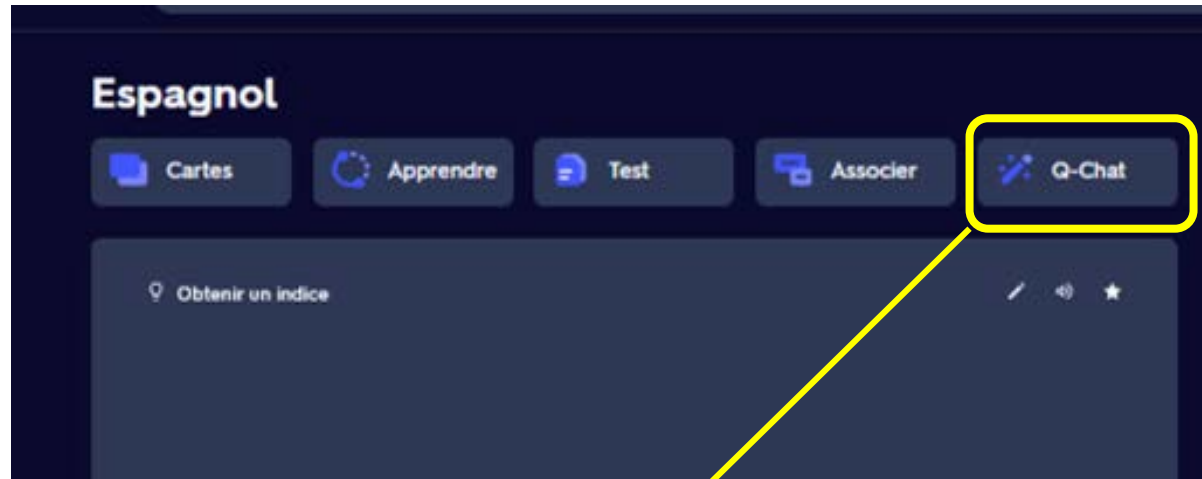 Espagnol
Cartes Apprendre Test Associer Q-Chat
Obtenir un indice